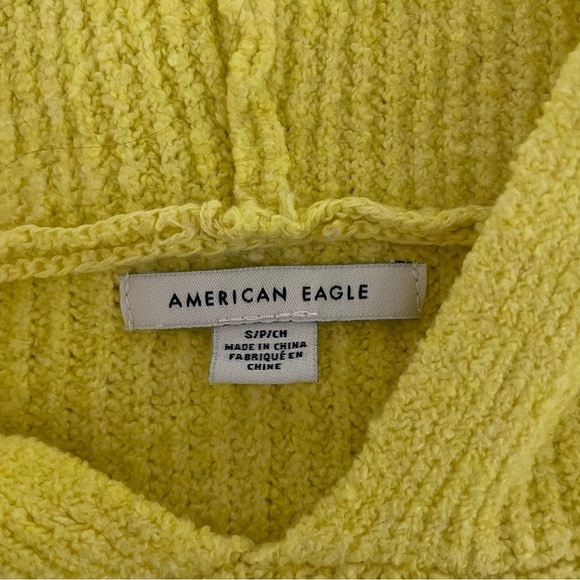 AMERICAN EAGLE
S/P/CH
MADE IN CHINA
FABRIQUÉ EN
CHINE